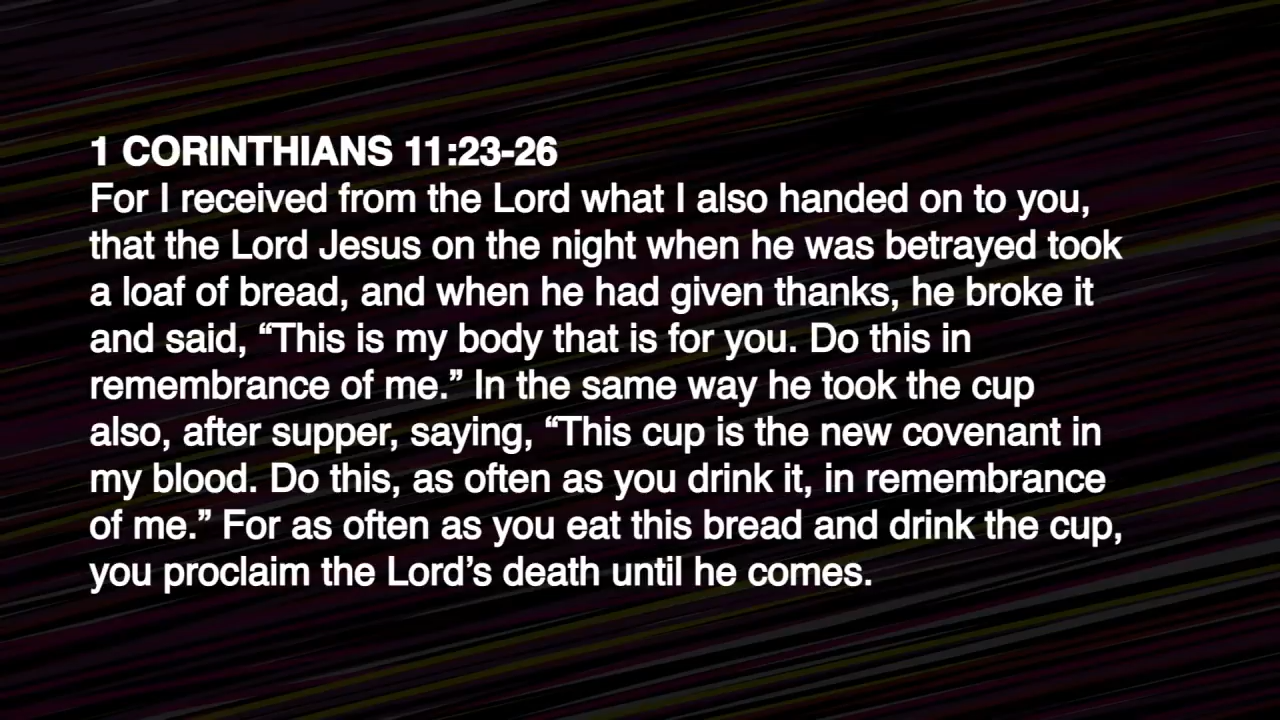 1 CORINTHIANS 11:23-26
For I received from the Lord what I also handed on to you,
that the Lord Jesus on the night when he was betrayed took
a loaf of bread, and when he had given thanks, he broke it
and said, “This is my body that is for you. Do this in
remembrance of me.” In the same way he took the cup
also, after supper, saying, “This cup is the new covenant in
my blood. Do this, as often as you drink it, in remembrance
of me.” For as often as you eat this bread and drink the cup,
you proclaim the Lord’s death until he comes.